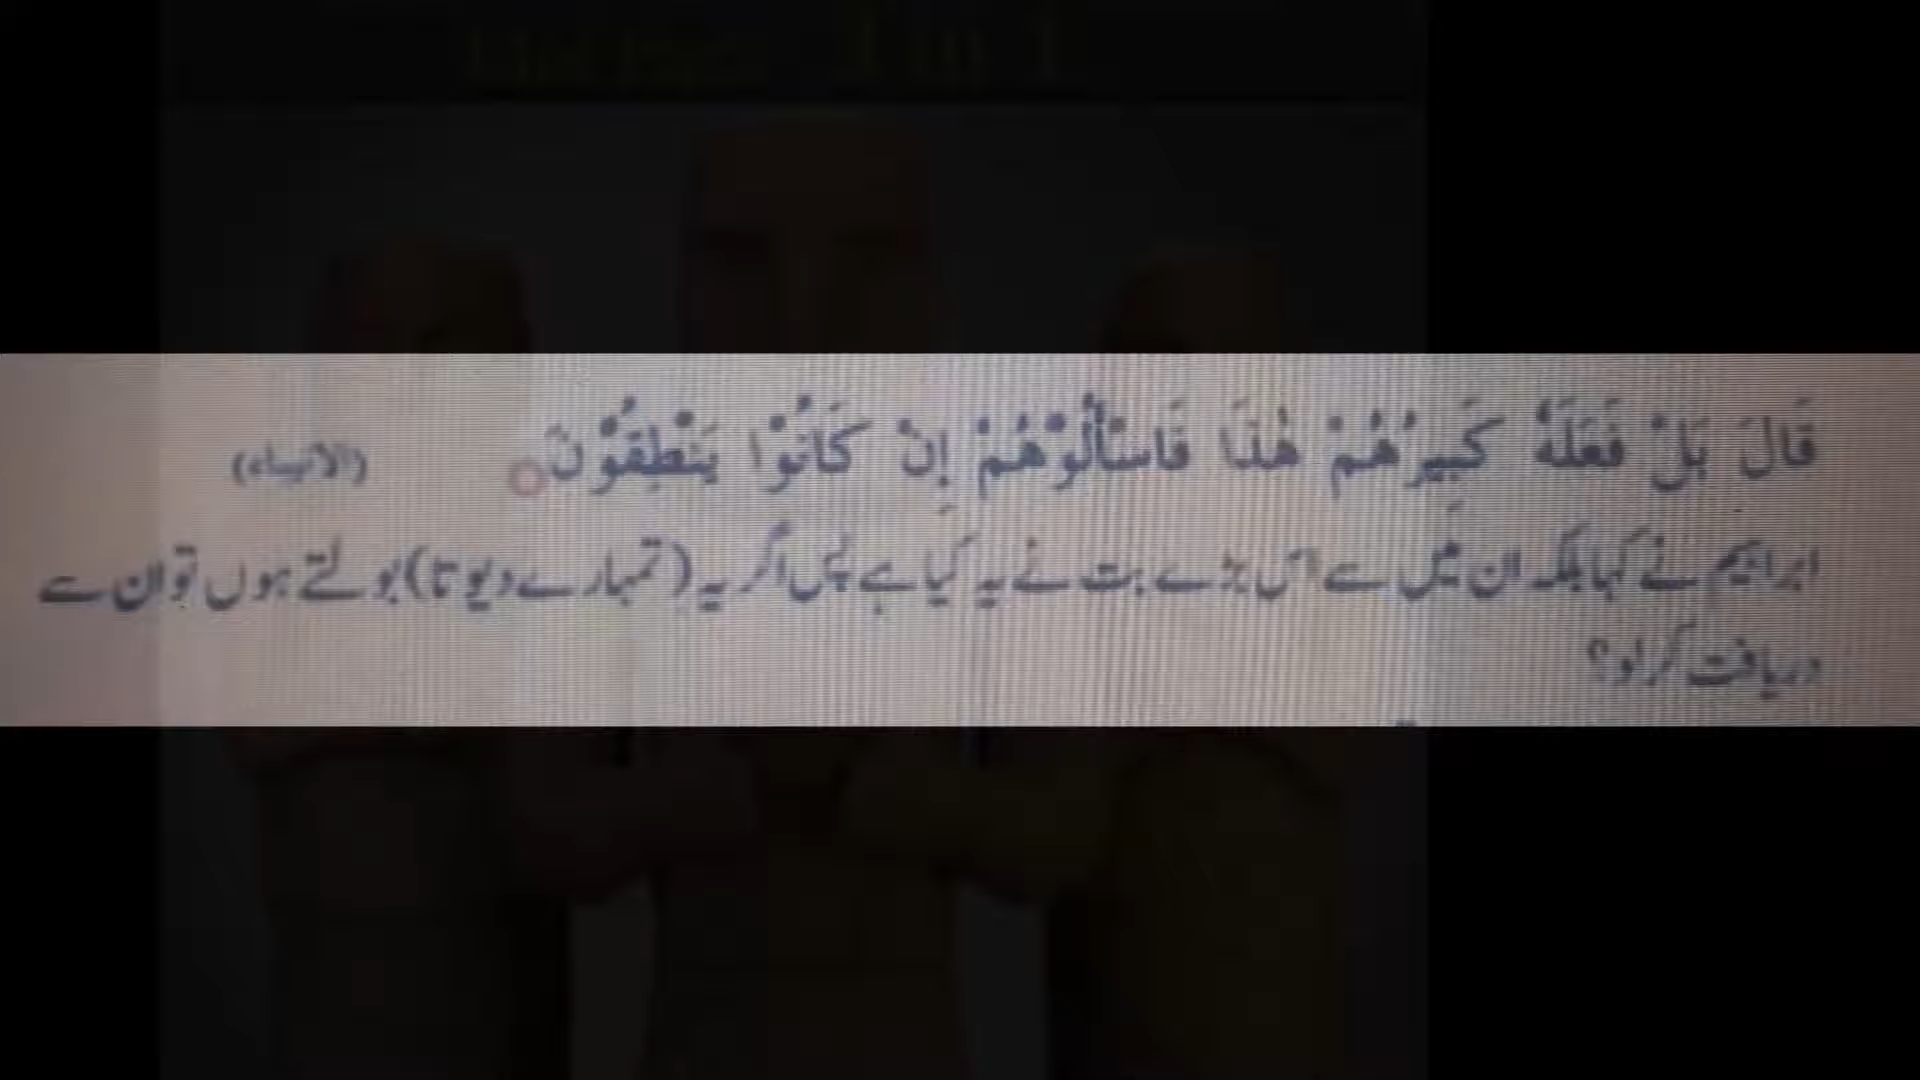 قَالَ بَلْ فَعَلَهٗ كَبِيْرُهُمْ هٰذَا فَاسْأَلُوْهُمْ إِنْ كَانُوْا يَنْطِقُوْنَ (الانبیاء)
ابراہیم نے کہا بلکہ ان میں سے اس بڑے بت نے یہ کیا ہے پس اگر یہ (تمہارے دیوتا) بولتے ہوں تو ان سے
دریافت کر لو؟